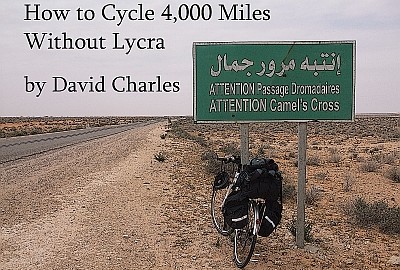 How to Cycle 4,000 Miles
Without Lycra
by David Charles
إنتبه مرور جمال
ATTENTION Passage Dromadaires
ATTENTION Camel's Cross